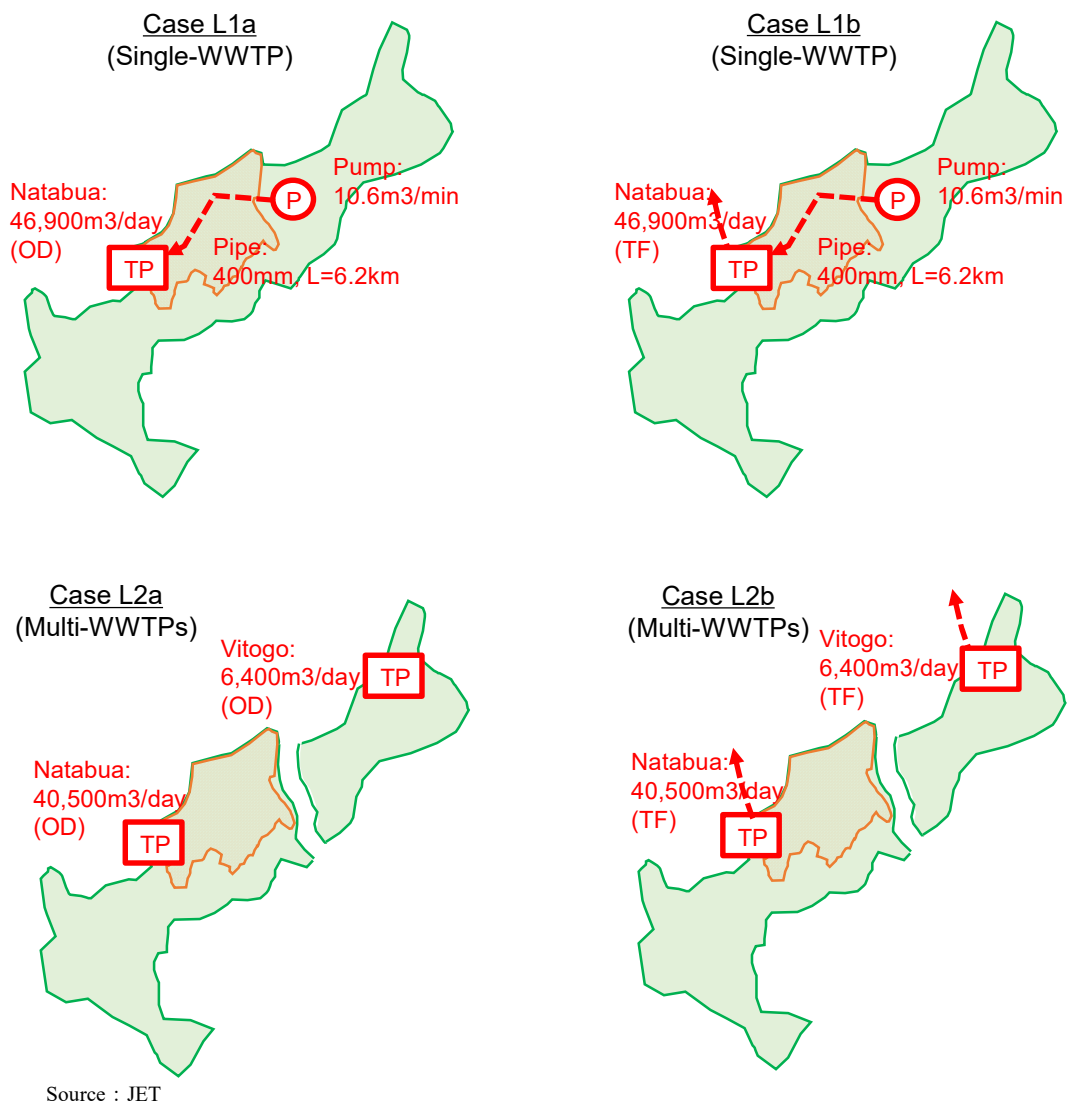 Case L1a
(Single-WWTP)
Natabua:
46,900m3/day
(OD)
TP
P
Pump:
10.6m3/min
Pipe:
400mm, L=6.2km
Case L1b
(Single-WWTP)
Natabua:
46,900m3/day
(TF)
TP
P
Pump:
10.6m3/min
Pipe:
400mm, L=6.2km
Case L2a
(Multi-WWTPs)
Vitogo:
6,400m3/day
(OD)
TP
Natabua:
40,500m3/day
(OD)
TP
Case L2b
(Multi-WWTPs)
Vitogo:
6,400m3/day
(TF)
TP
Natabua:
40,500m3/day
(TF)
TP
Source : JET